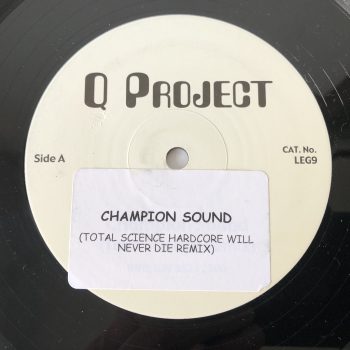 Q Project
Side A
CAT. No.
LEG9
CHAMPION SOUND
(TOTAL SCIENCE HARDCORE WILL
NEVER DIE REMIX)